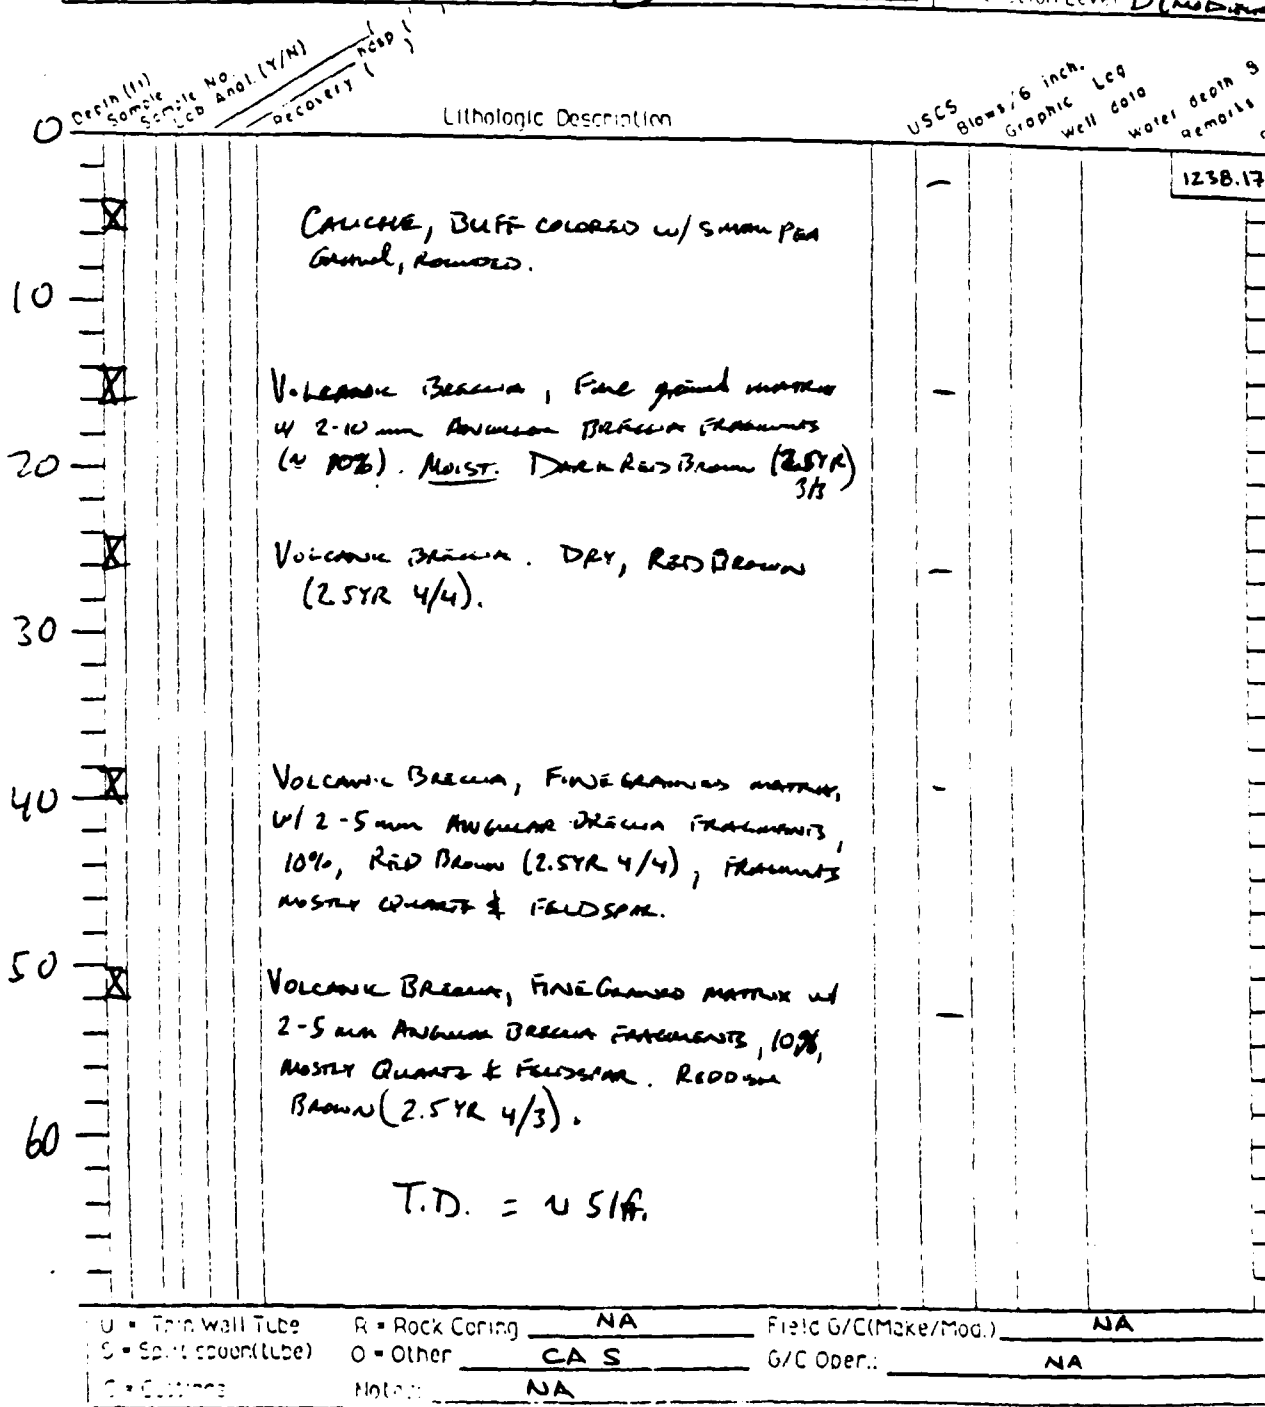 D (Modified
Depth (ft)
Sample
Sample No.
Lab Anal. (Y/N)
Recovery (
Lithologic Description
USCS
Blows/6 inch.
Graphic Log
Well data
Water depth
Remarks
0
1238.17
CALICHE, BUFF COLORED w/ SMALL PEA
GRAVEL, ROUNDED.
10
VOLCANIC BRECCIA, FINE grained MATRIX
w/ 2-10 mm ANGULAR BRECCIA FRAGMENTS
(~ 10%). MOIST. DARK RED BROWN (2.5YR)
3/3
20
VOLCANIC BRECCIA. DRY, RED BROWN
(2.5YR 4/4).
30
VOLCANIC BRECCIA, FINE GRAINED MATRIX,
w/ 2-5 mm ANGULAR BRECCIA FRAGMENTS,
40
10%, RED BROWN (2.5YR 4/4), FRAGMENTS
MOSTLY QUARTZ & FELDSPAR.
50
VOLCANIC BRECCIA, FINE GRAINED MATRIX w/
2-5 mm ANGULAR BRECCIA FRAGMENTS, 10%,
MOSTLY QUARTZ & FELDSPAR. REDDISH
BROWN (2.5 YR 4/3).
60
T.D. = ~ 51 ft.
U = Thin Wall Tube R = Rock Coring NA Field G/C(Make/Mod.) NA
S = Split spoon(tube) O = Other CA S G/C Oper.: NA
C = Cuttings Notes: NA